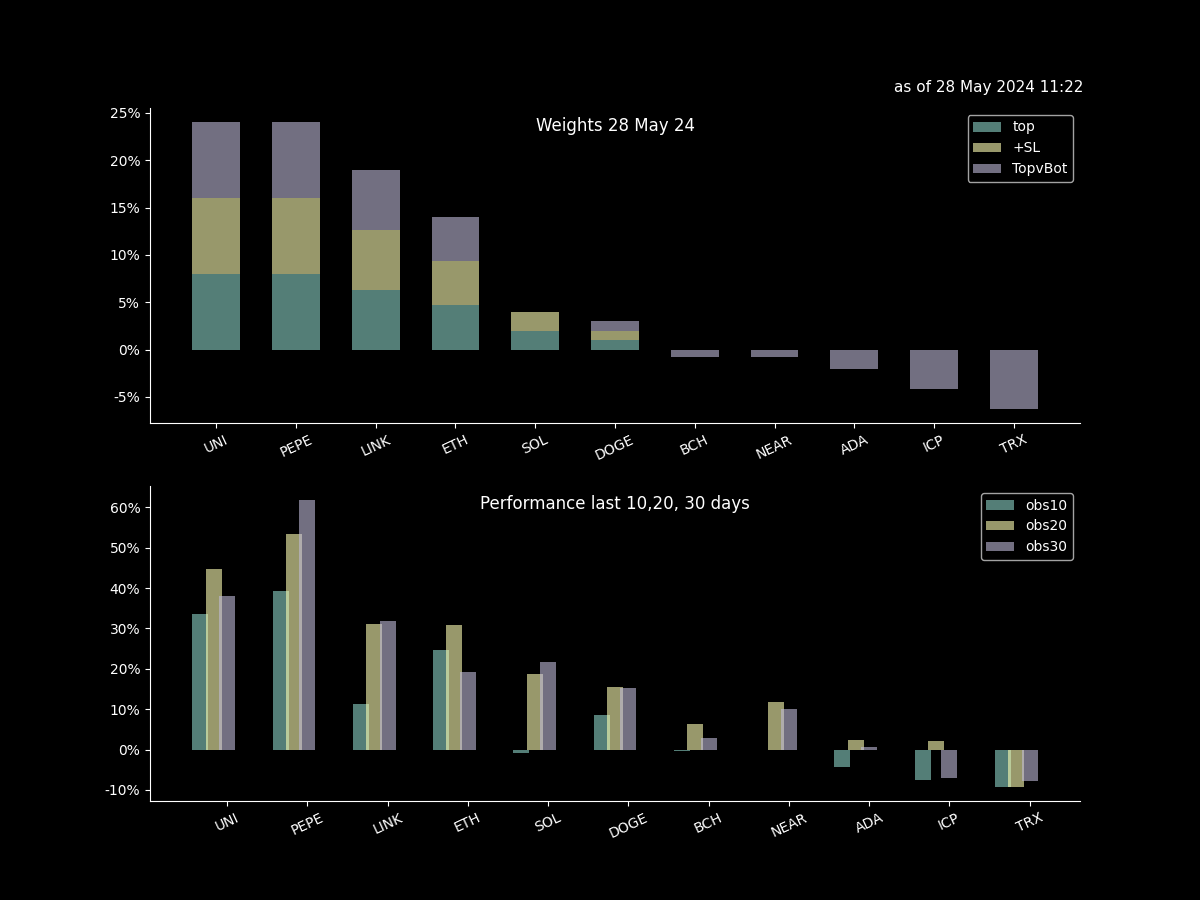 as of 28 May 2024 11:22
Weights 28 May 24
top
+SL
TopvBot
25%
20%
15%
10%
5%
0%
-5%
UNI PEPE LINK ETH SOL DOGE BCH NEAR ADA ICP TRX
Performance last 10,20, 30 days
obs10
obs20
obs30
60%
50%
40%
30%
20%
10%
0%
-10%
UNI PEPE LINK ETH SOL DOGE BCH NEAR ADA ICP TRX